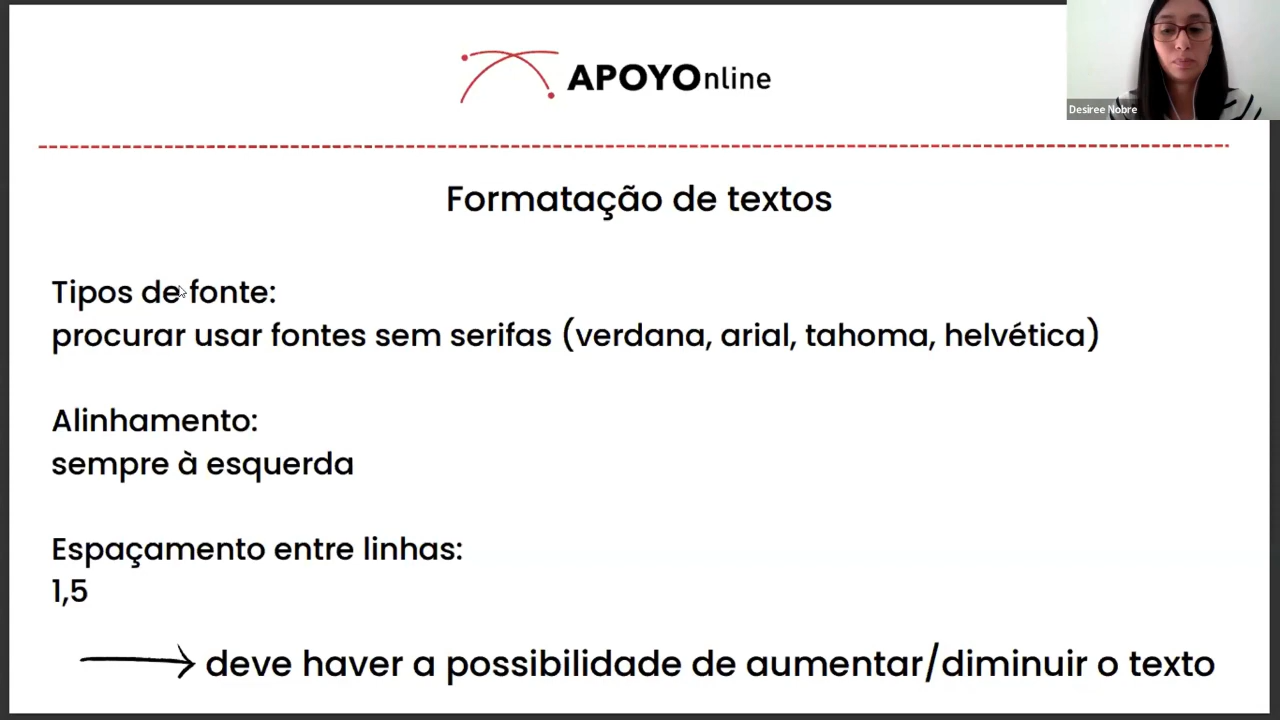 APOYOnline
Desiree Nobre
Formatação de textos
Tipos de fonte:
procurar usar fontes sem serifas (verdana, arial, tahoma, helvética)
Alinhamento:
sempre à esquerda
Espaçamento entre linhas:
1,5
deve haver a possibilidade de aumentar/diminuir o texto